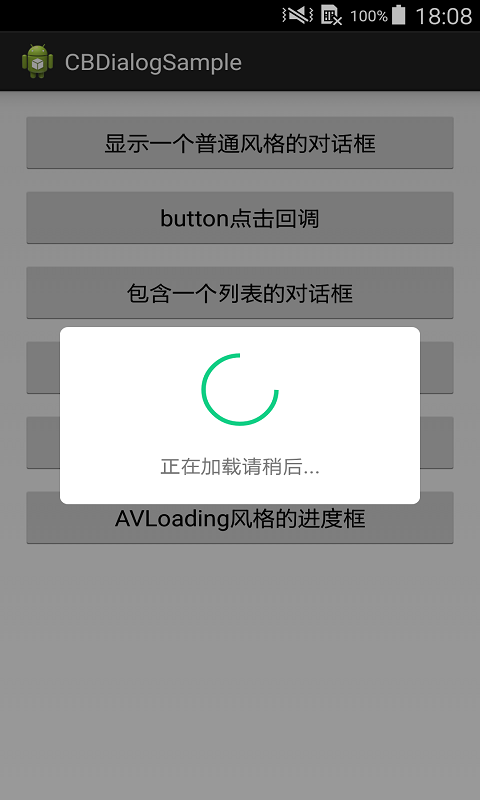 100% 18:08
CBDialogSample
显示一个普通风格的对话框
button点击回调
包含一个列表的对话框
正在加载请稍后...
AVLoading风格的进度框